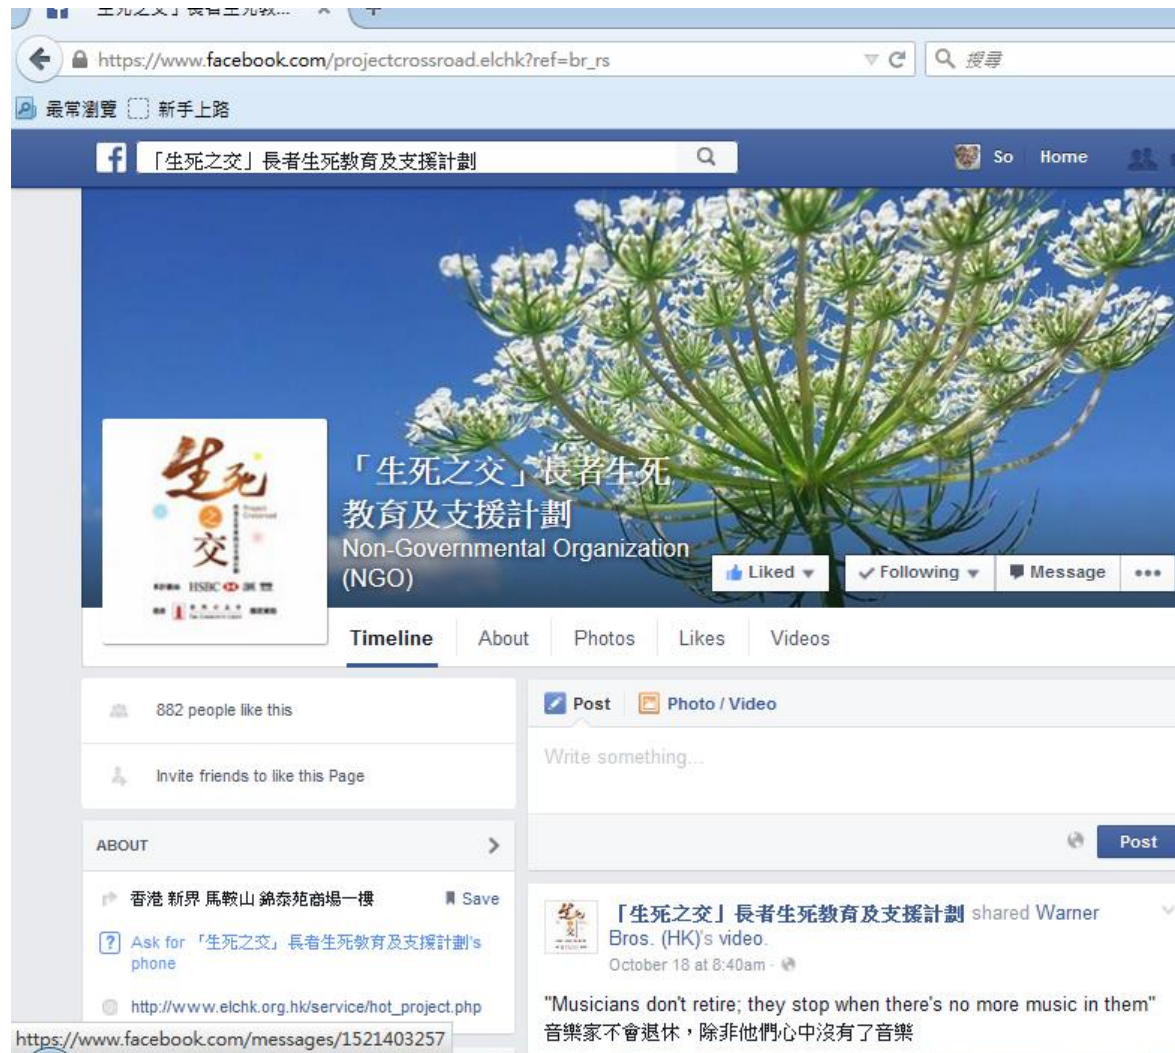 https://www.facebook.com/projectcrossroad.elchk?ref=br_rs
搜尋
最常瀏覽 新手上路
「生死之交」長者生死教育及支援計劃
So Home
生死
之
交
Project
Crossroad
HSBC 滙豐
「生死之交」長者生死
教育及支援計劃
Non-Governmental Organization
(NGO)
Liked Following Message
Timeline About Photos Likes Videos
882 people like this
Invite friends to like this Page
Post Photo / Video
Write something...
Post
ABOUT
香港 新界 馬鞍山 錦泰苑商場一樓 Save
Ask for 「生死之交」長者生死教育及支援計劃's
phone
http://www.elchk.org.hk/service/hot_project.php
https://www.facebook.com/messages/1521403257
「生死之交」長者生死教育及支援計劃 shared Warner
Bros. (HK)'s video.
October 18 at 8:40am
"Musicians don't retire; they stop when there's no more music in them"
音樂家不會退休，除非他們心中沒有了音樂